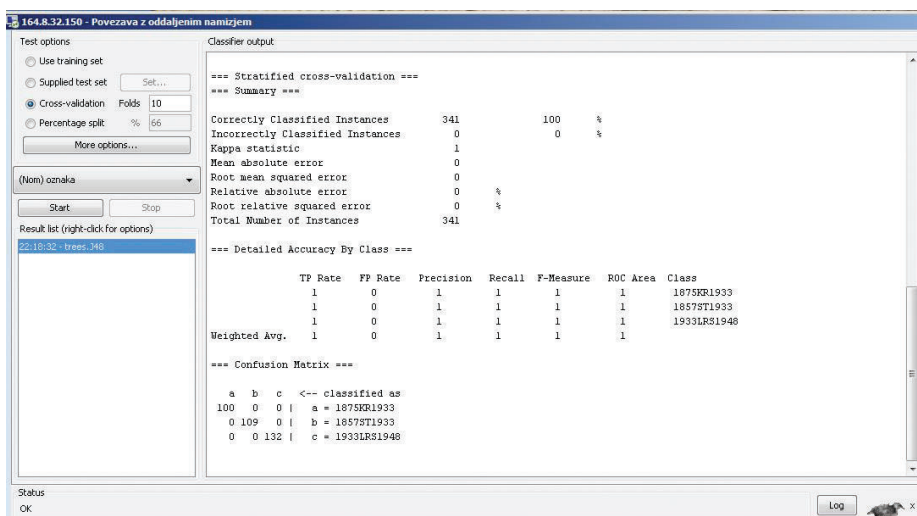 164.8.32.150 - Povezava z oddaljenim namizjem
Test options
Use training set
Supplied test set Set...
Cross-validation Folds 10
Percentage split % 66
More options...
(Nom) oznaka
Start Stop
Result list (right-click for options)
22:18:32 - trees.J48
Classifier output
=== Stratified cross-validation ===
=== Summary ===
Correctly Classified Instances 341 100 %
Incorrectly Classified Instances 0 0 %
Kappa statistic 1
Mean absolute error 0
Root mean squared error 0
Relative absolute error 0 %
Root relative squared error 0 %
Total Number of Instances 341
=== Detailed Accuracy By Class ===
TP Rate FP Rate Precision Recall F-Measure ROC Area Class
1 0 1 1 1 1 1875KR1933
1 0 1 1 1 1 1857ST1933
1 0 1 1 1 1 1933LRS1948
Weighted Avg. 1 0 1 1 1 1
=== Confusion Matrix ===
a b c <-- classified as
100 0 0 | a = 1875KR1933
0 109 0 | b = 1857ST1933
0 0 132 | c = 1933LRS1948
Status
OK
Log
x